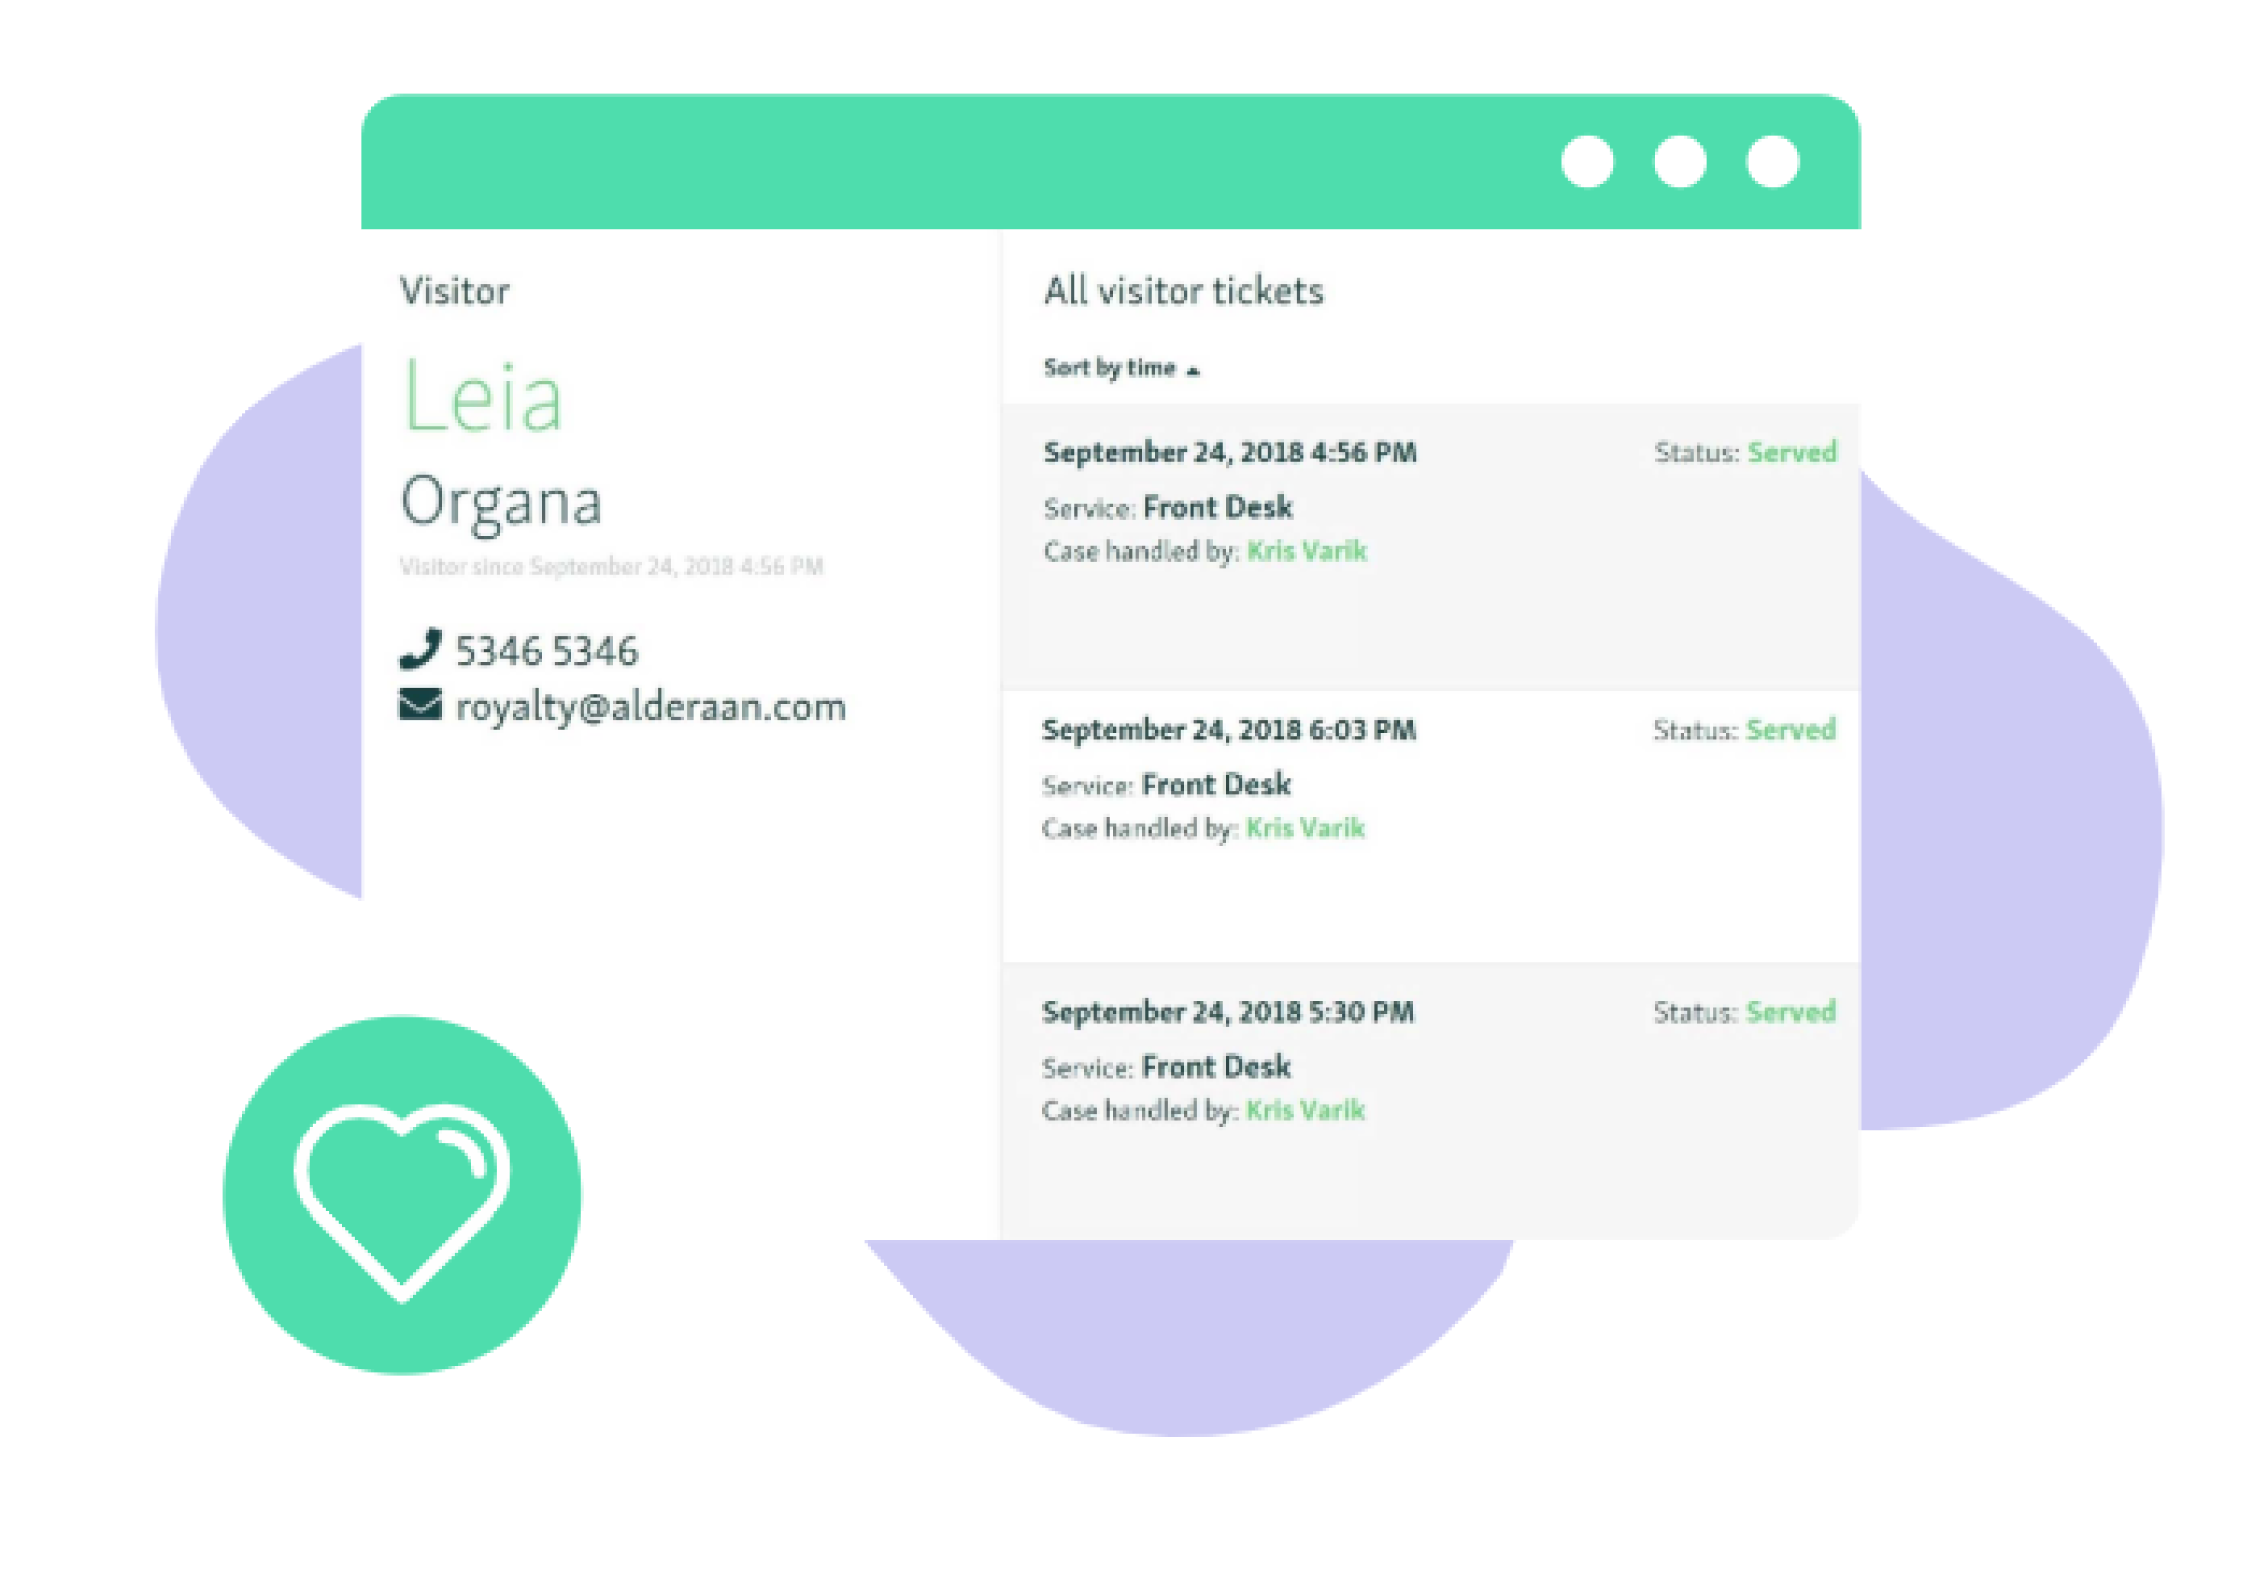 Visitor
Leia
Organa
Visitor since September 24, 2018 4:56 PM
5346 5346
royalty@alderaan.com
All visitor tickets
Sort by time
September 24, 2018 4:56 PM
Status: Served
Service: Front Desk
Case handled by: Kris Varik
September 24, 2018 6:03 PM
Status: Served
Service: Front Desk
Case handled by: Kris Varik
September 24, 2018 5:30 PM
Status: Served
Service: Front Desk
Case handled by: Kris Varik